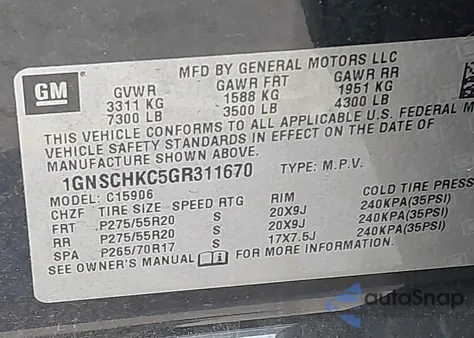 MFD BY GENERAL MOTORS LLC
GM GVWR GAWR FRT GAWR RR
3311 KG 1588 KG 1951 KG
7300 LB 3500 LB 4300 LB
THIS VEHICLE CONFORMS TO ALL APPLICABLE U.S. FEDERAL M
VEHICLE SAFETY STANDARDS IN EFFECT ON THE DATE OF
MANUFACTURE SHOWN ABOVE.
1GNSCHKC5GR311670 TYPE: M.P.V.
MODEL: C15906
CHZF TIRE SIZE SPEED RTG RIM COLD TIRE PRESS
FRT P275/55R20 S 20X9J 240KPA(35PSI)
RR P275/55R20 S 20X9J 240KPA(35PSI)
SPA P265/70R17 S 17X7.5J 240KPA(35PSI)
SEE OWNER'S MANUAL FOR MORE INFORMATION
autoSnap